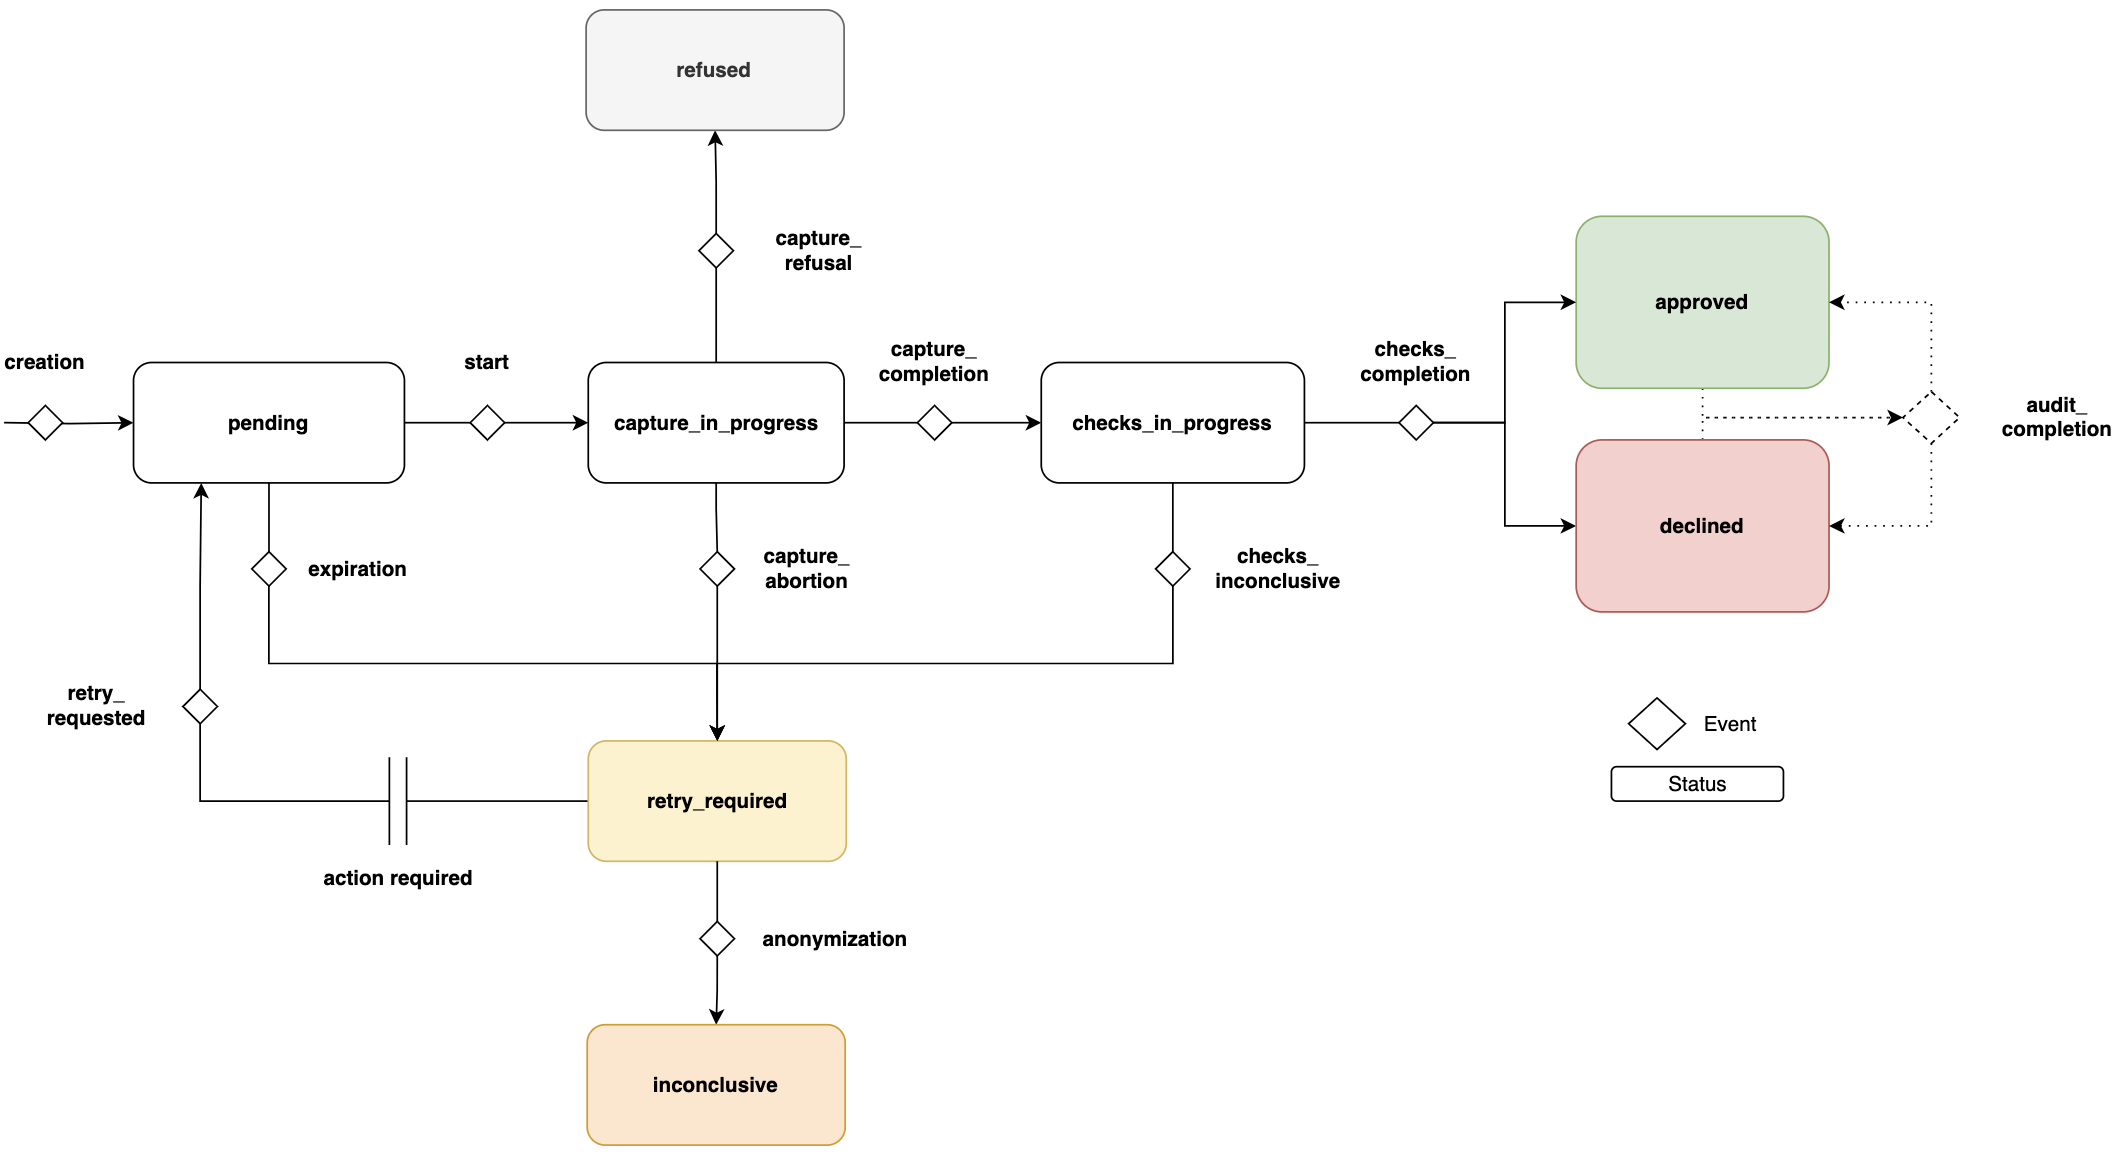 refused
capture_
refusal
creation
start
capture_
completion
checks_
completion
approved
pending
capture_in_progress
checks_in_progress
audit_
completion
declined
expiration
capture_
abortion
checks_
inconclusive
retry_
requested
Event
Status
retry_required
action required
anonymization
inconclusive